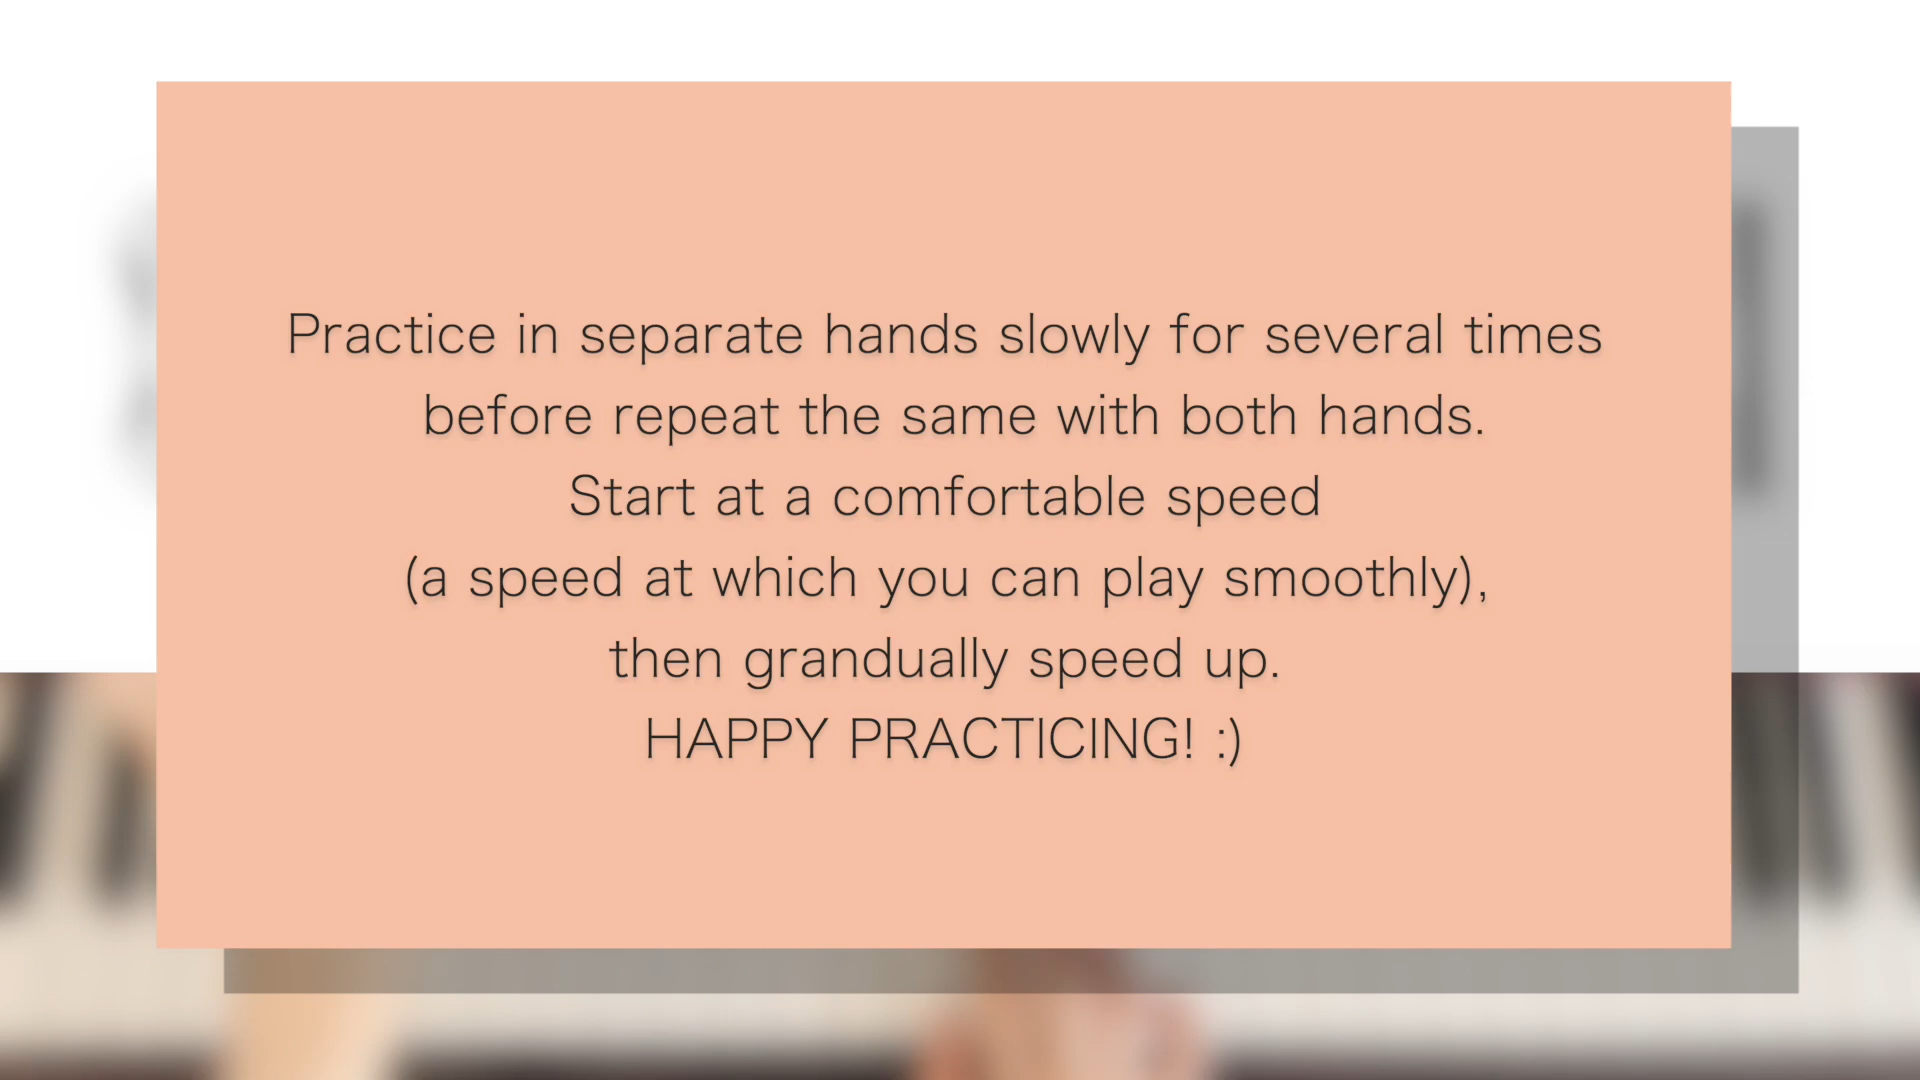 Practice in separate hands slowly for several times
before repeat the same with both hands.
Start at a comfortable speed
(a speed at which you can play smoothly),
then grandually speed up.
HAPPY PRACTICING! :)